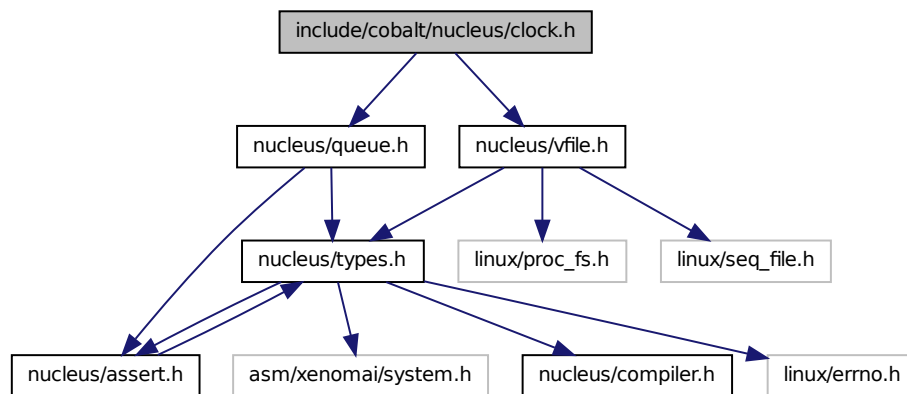 include/cobalt/nucleus/clock.h
nucleus/queue.h
nucleus/vfile.h
nucleus/types.h
linux/proc_fs.h
linux/seq_file.h
nucleus/assert.h
asm/xenomai/system.h
nucleus/compiler.h
linux/errno.h